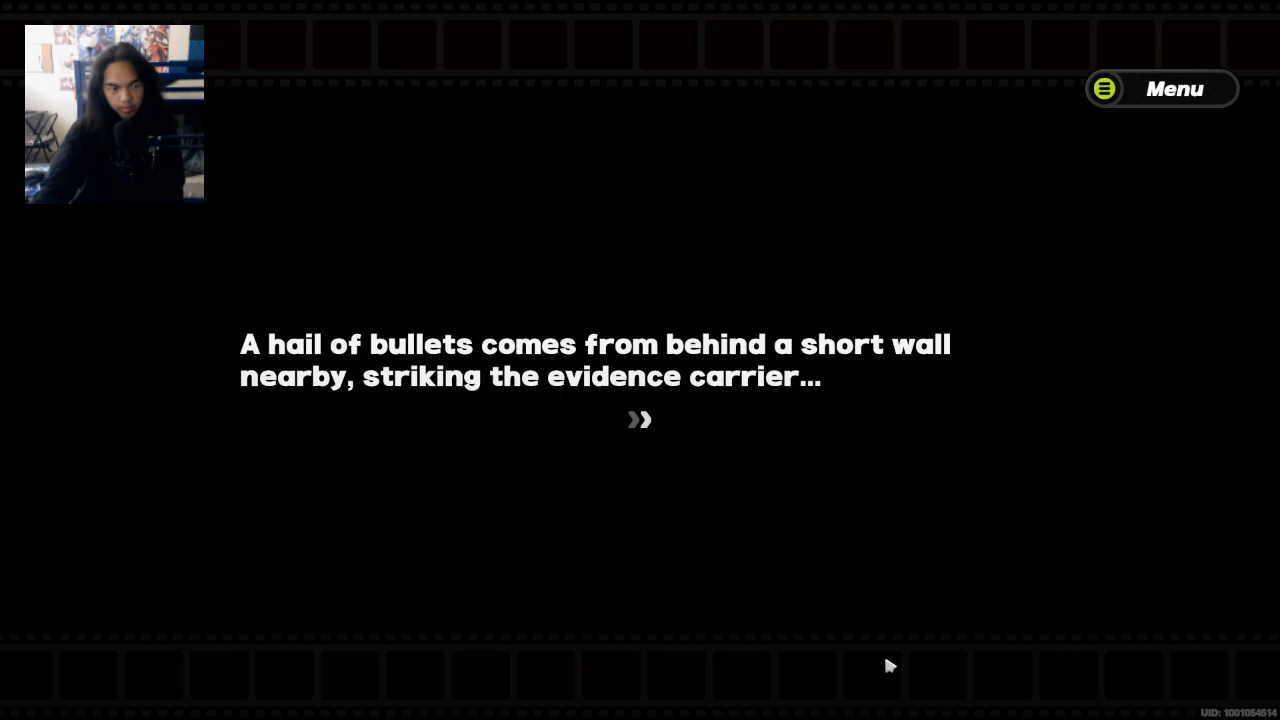 Menu
A hail of bullets comes from behind a short wall
nearby, striking the evidence carrier...
UID: 1001054614